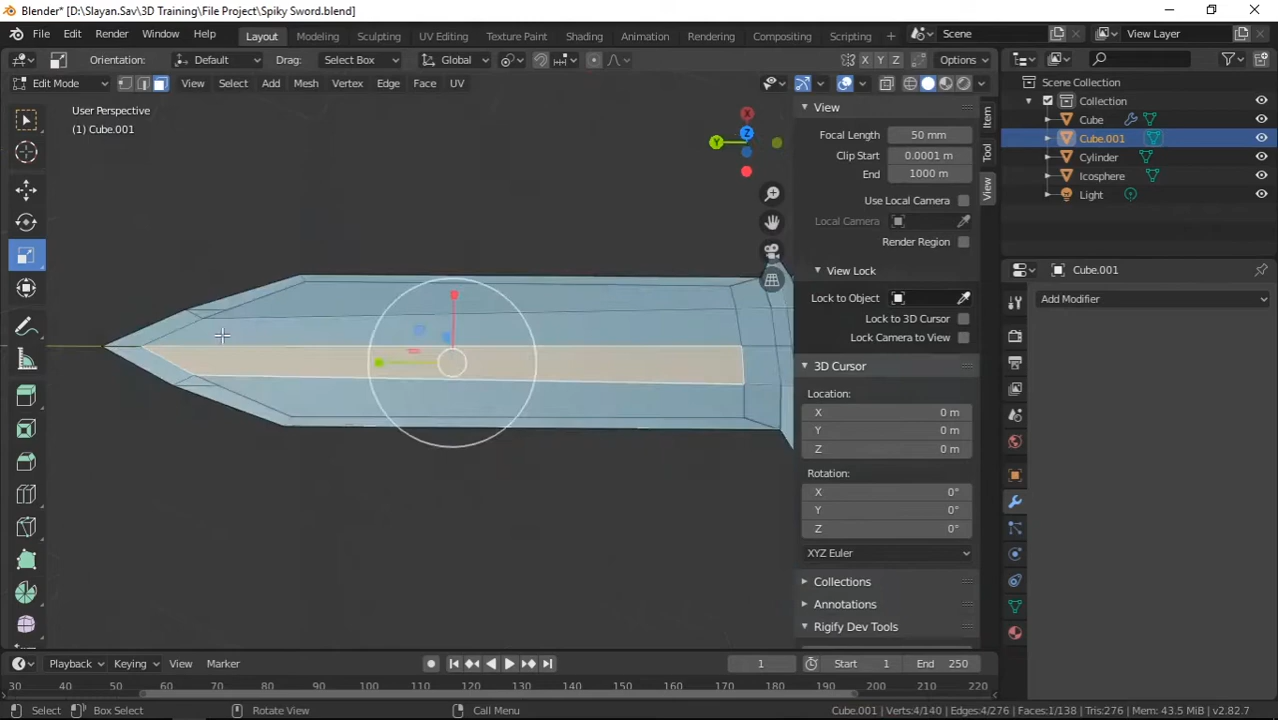 Blender* [D:\Slayan.Sav\3D Training\File Project\Spiky Sword.blend]
File Edit Render Window Help Layout Modeling Sculpting UV Editing Texture Paint Shading Animation Rendering Compositing Scripting + Scene View Layer
Orientation: Default Drag: Select Box Global X Y Z Options
Edit Mode View Select Add Mesh Vertex Edge Face UV
User Perspective
(1) Cube.001
X
Y
Z
View
Focal Length 50 mm
Clip Start 0.0001 m
End 1000 m
Use Local Camera
Local Camera
Render Region
View Lock
Lock to Object
Lock to 3D Cursor
Lock Camera to View
3D Cursor
Location:
X 0 m
Y 0 m
Z 0 m
Rotation:
X 0°
Y 0°
Z 0°
XYZ Euler
Collections
Annotations
Rigify Dev Tools
Item
Tool
View
Scene Collection
Collection
Cube
Cube.001
Cylinder
Icosphere
Light
Cube.001
Add Modifier
Playback Keying View Marker 1 Start 1 End 250
30 40 50 60 70 80 90 100 110 120 130 140 150 160 170 180 190 200 210 220
Select Box Select Rotate View Call Menu Cube.001 | Verts:4/140 | Edges:4/276 | Faces:1/138 | Tris:276 | Mem: 43.5 MiB | v2.82.7